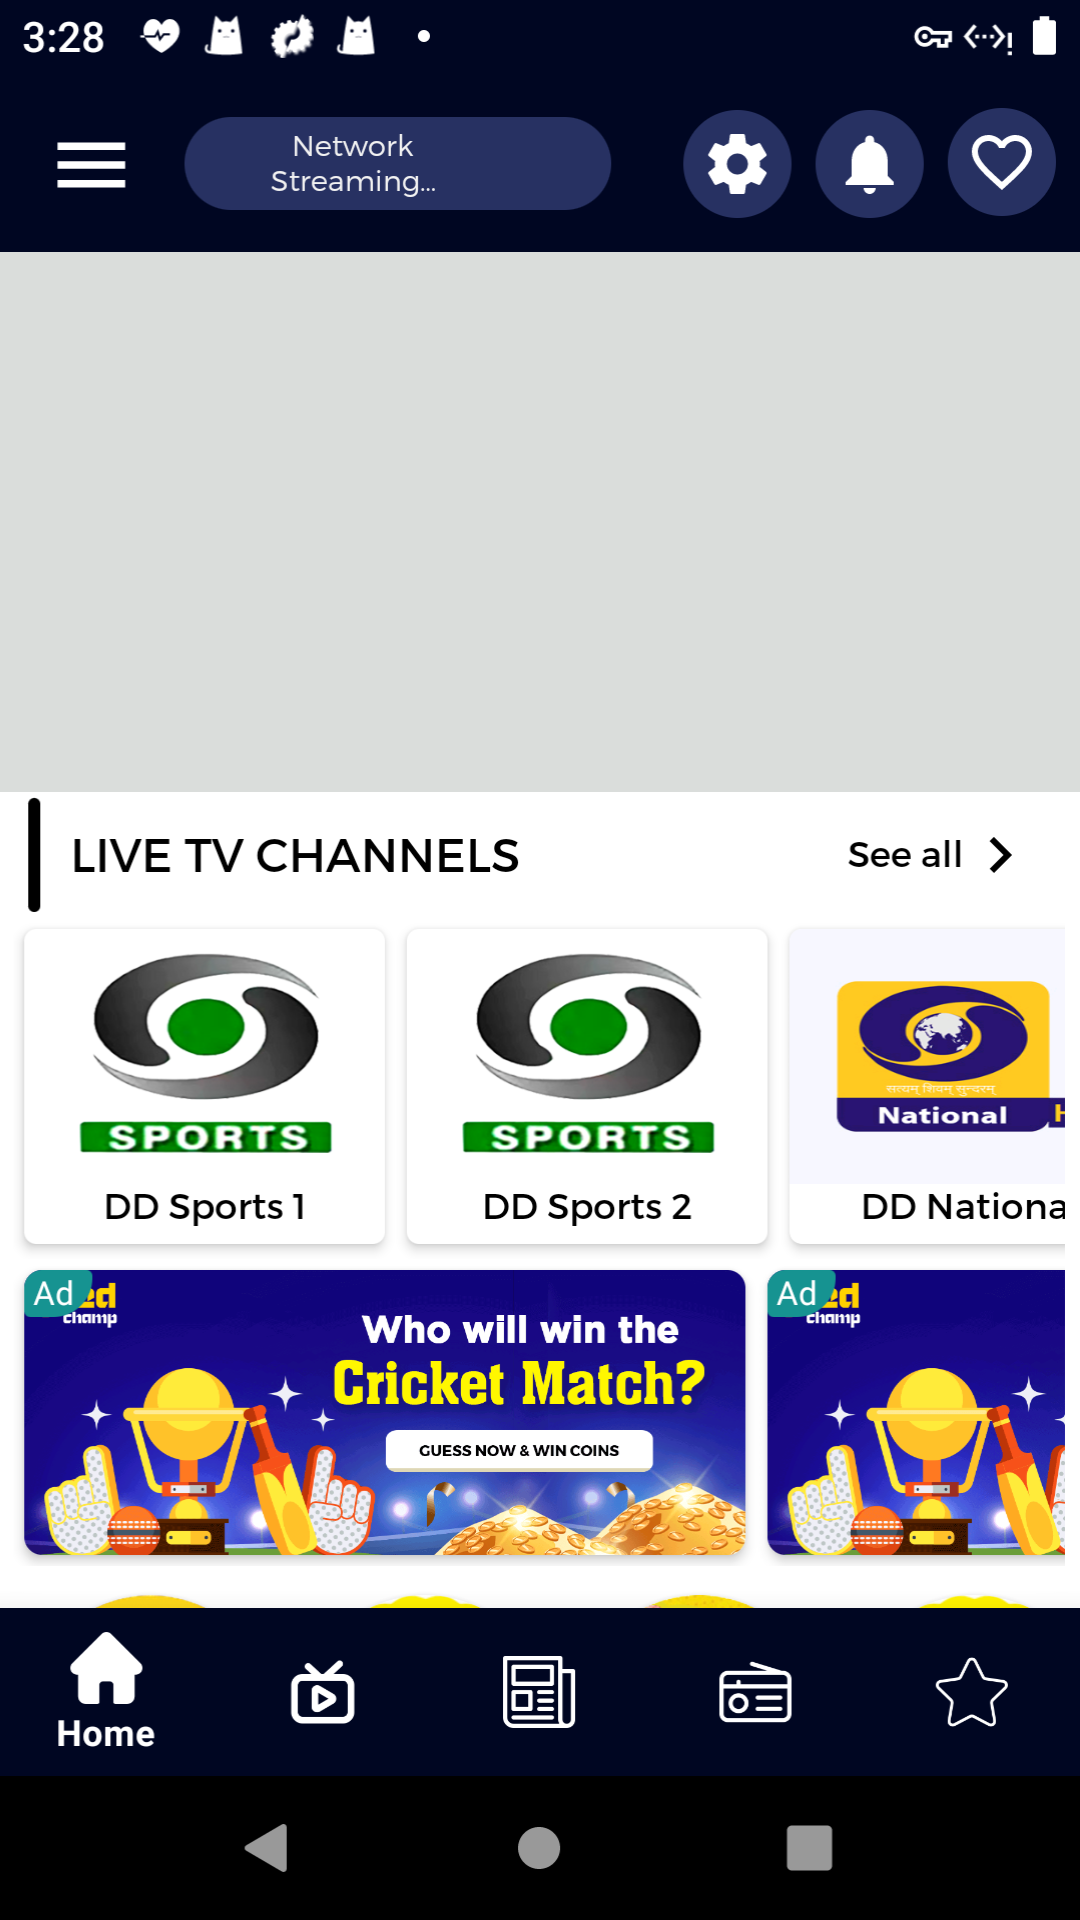 3:28
Network
Streaming...
LIVE TV CHANNELS
See all
SPORTS
DD Sports 1
SPORTS
DD Sports 2
सत्यम् शिवम् सुन्दरम्
National
H
DD Nationa
Ad
champ
Who will win the
Cricket Match?
GUESS NOW & WIN COINS
Ad
champ
Home